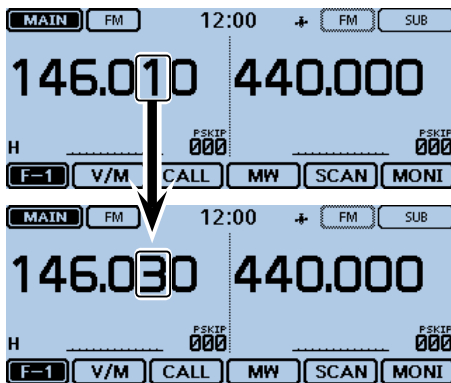 MAIN FM 12:00 FM SUB
146.010 440.000
PSKIP PSKIP
H 000 000
F-1 V/M CALL MW SCAN MONI
MAIN FM 12:00 FM SUB
146.030 440.000
PSKIP PSKIP
H 000 000
F-1 V/M CALL MW SCAN MONI